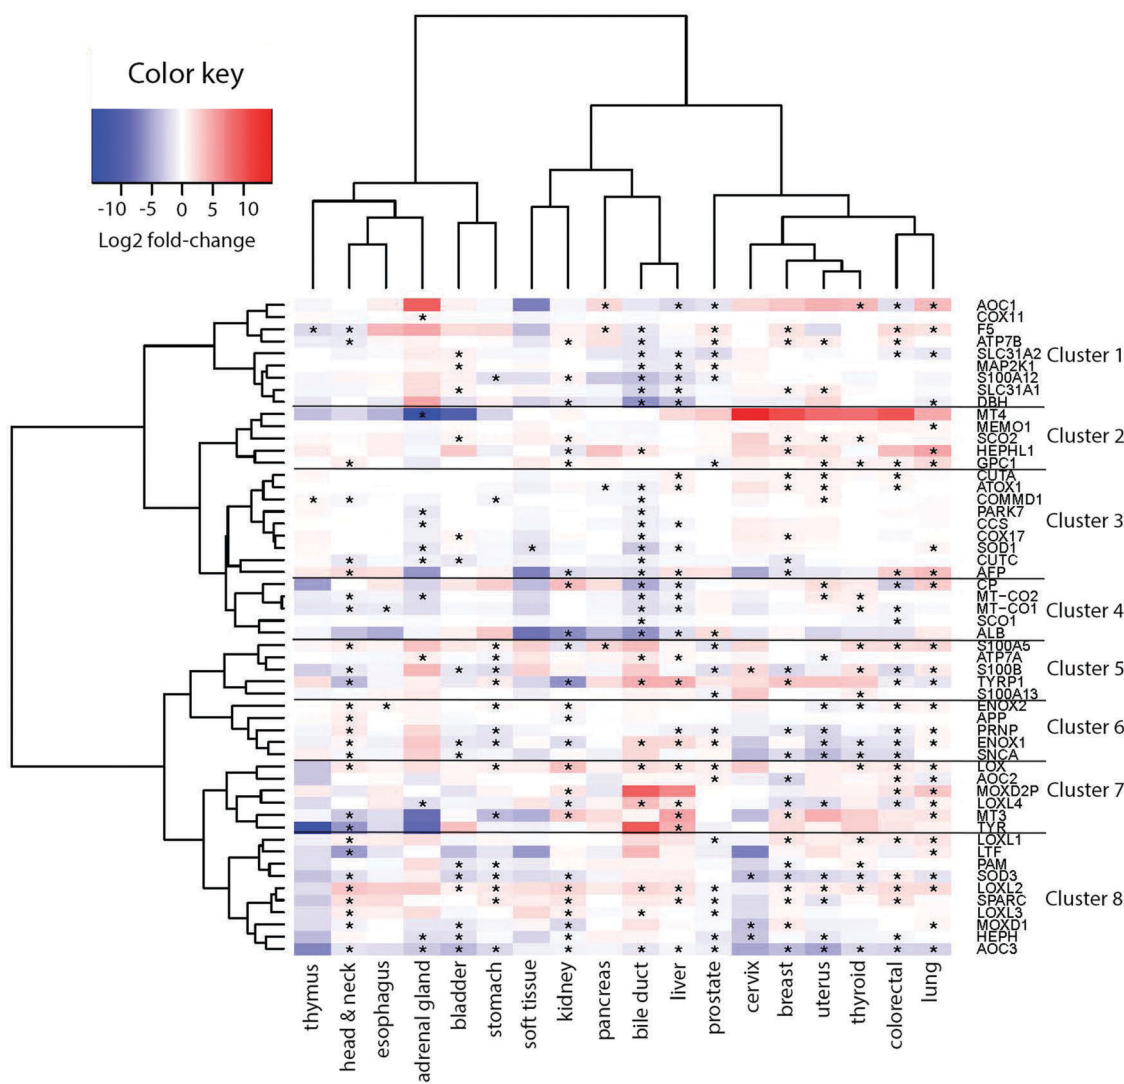 Color key
-10 -5 0 5 10
Log2 fold-change
AOC1
COX11
F5
ATP7B
SLC31A2
Cluster 1
MAP2K1
S100A12
SLC31A1
DBH
MT4
MEMO1
SCO2
Cluster 2
HEPHL1
GPC1
CUTA
ATOX1
COMMD1
PARK7
Cluster 3
CCS
COX17
SOD1
CUTC
AFP
CP
MT-CO2
MT-CO1
Cluster 4
SCO1
ALB
S100A5
ATP7A
S100B
Cluster 5
TYRP1
S100A13
ENOX2
APP
PRNP
Cluster 6
ENOX1
SNCA
LOX
AOC2
MOXD2P
Cluster 7
LOXL4
MT3
TYR
LOXL1
LTF
PAM
SOD3
LOXL2
SPARC
Cluster 8
LOXL3
MOXD1
HEPH
AOC3
thymus
head & neck
esophagus
adrenal gland
bladder
stomach
soft tissue
kidney
pancreas
bile duct
liver
prostate
cervix
breast
uterus
thyroid
colorectal
lung